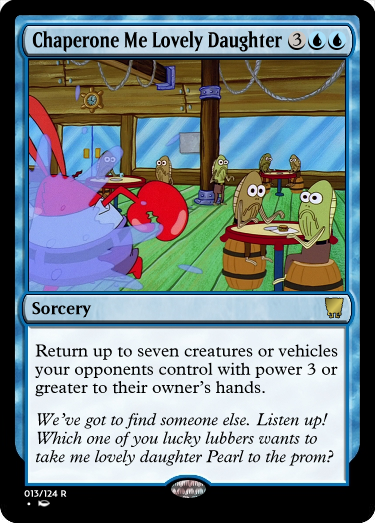 Chaperone Me Lovely Daughter 3
Sorcery
Return up to seven creatures or vehicles
your opponents control with power 3 or
greater to their owner's hands.
We've got to find someone else. Listen up!
Which one of you lucky lubbers wants to
take me lovely daughter Pearl to the prom?
013/124 R